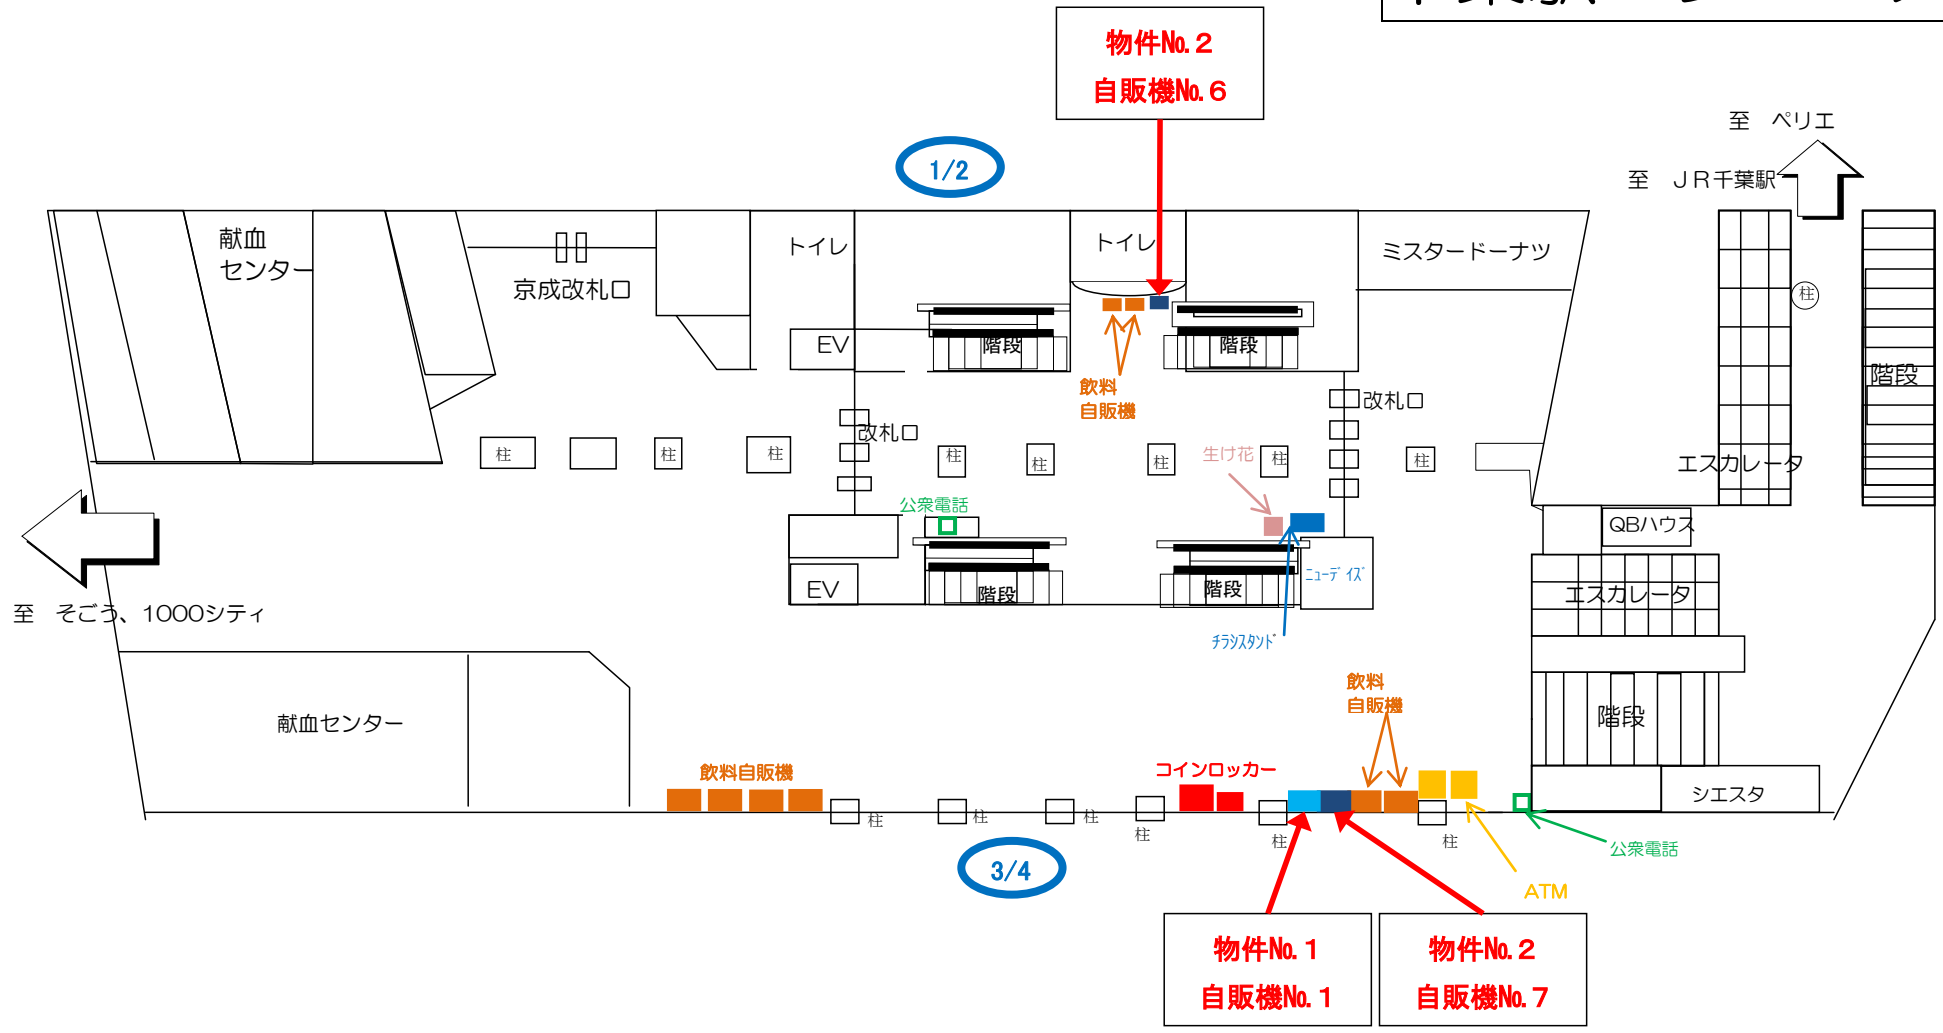 物件№.2
自販機№.6
至　ペリエ
1/2
至　ＪＲ千葉駅
献血
センター
トイレ
トイレ
ミスタードーナツ
京成改札口
柱
EV
階段
階段
階段
飲料
自販機
改札口
改札口
柱
柱
柱
柱
柱
柱
生け花
柱
柱
エスカレータ
公衆電話
QBハウス
EV
階段
階段
ﾆｭｰﾃﾞｲｽﾞ
エスカレータ
至　そごう、1000シティ
ﾁﾗｼｽﾀﾝﾄﾞ
飲料
自販機
献血センター
階段
飲料自販機
コインロッカー
シエスタ
柱
柱
柱
柱
柱
柱
公衆電話
3/4
ATM
物件№.1
自販機№.1
物件№.2
自販機№.7